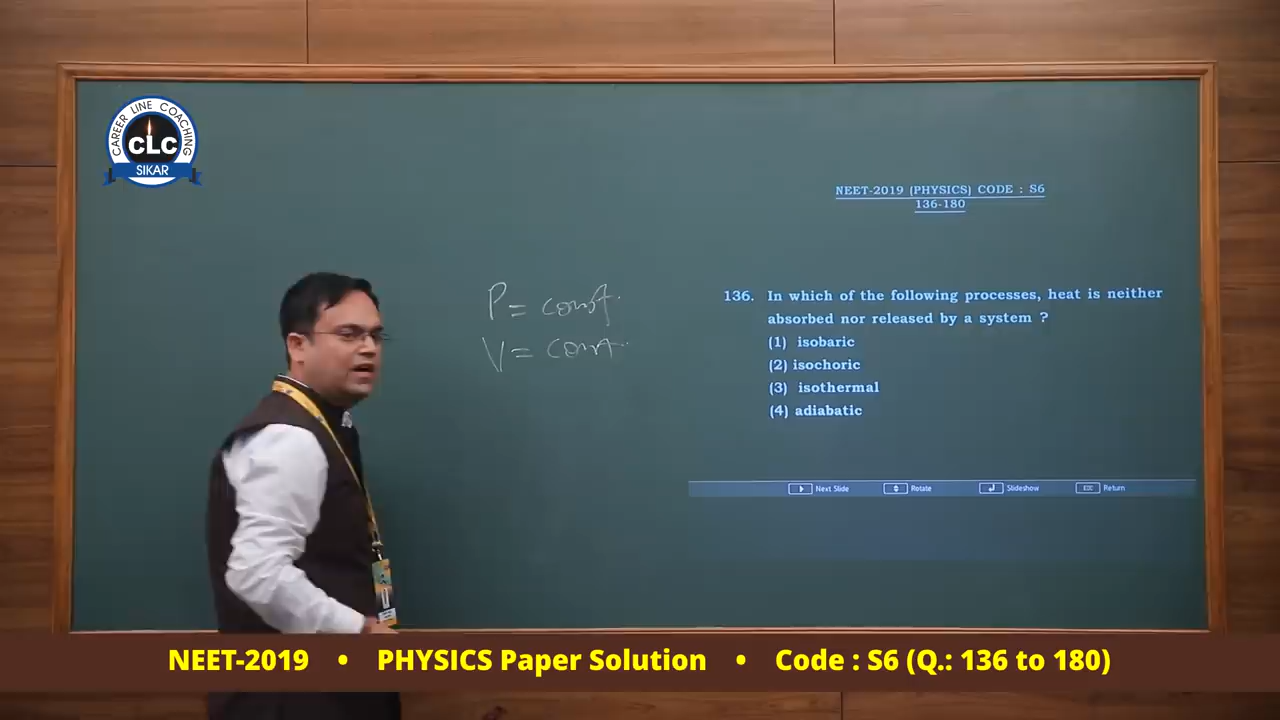 CAREER LINE COACHING
CLC
SIKAR
NEET-2019 (PHYSICS) CODE : S6
136-180
P = const.
V = const.
136. In which of the following processes, heat is neither
absorbed nor released by a system ?
(1) isobaric
(2) isochoric
(3) isothermal
(4) adiabatic
Next Slide Rotate Slideshow ESC Return
NEET-2019 • PHYSICS Paper Solution • Code : S6 (Q.: 136 to 180)